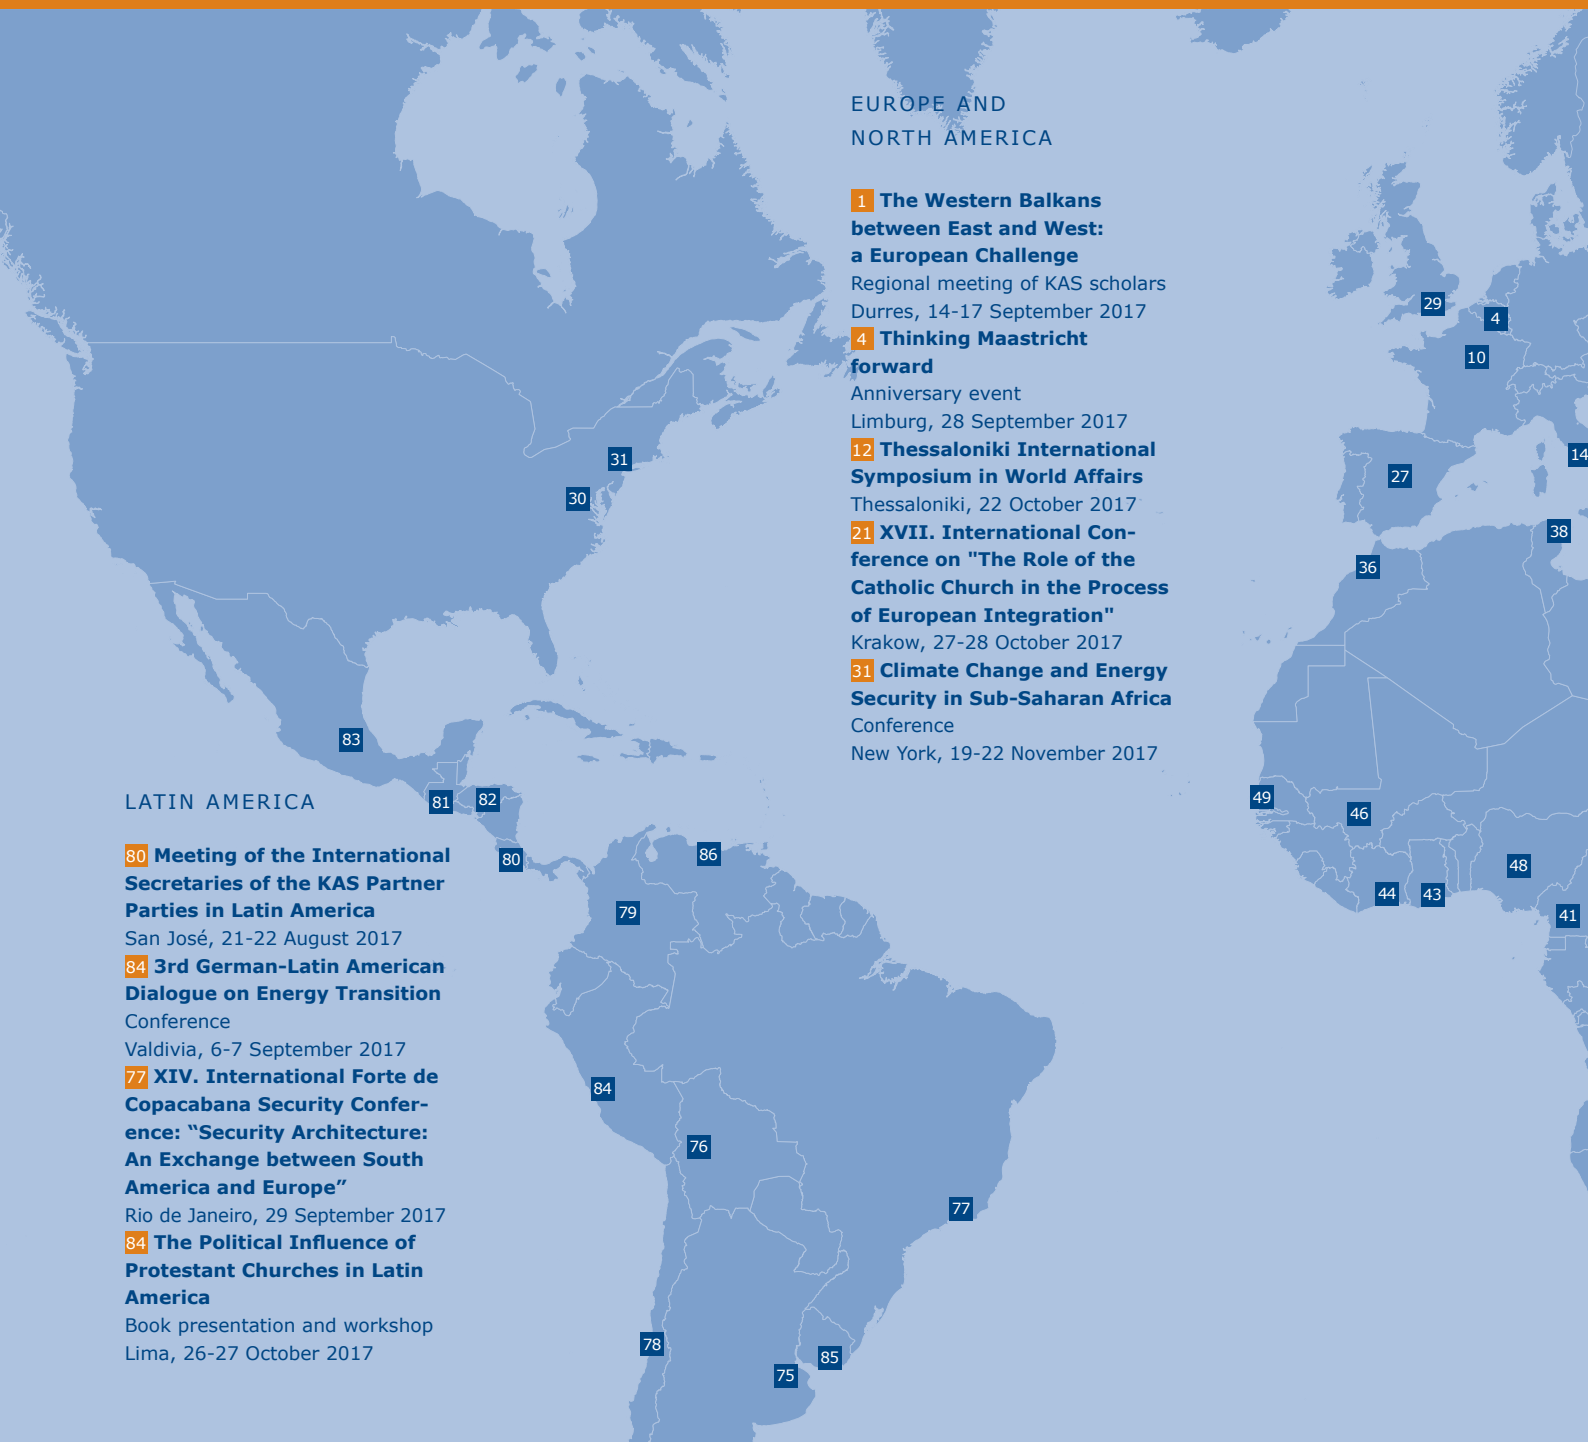 EUROPE AND
NORTH AMERICA
1 The Western Balkans
between East and West:
a European Challenge
Regional meeting of KAS scholars
Durres, 14-17 September 2017
4 Thinking Maastricht
forward
Anniversary event
Limburg, 28 September 2017
12 Thessaloniki International
Symposium in World Affairs
Thessaloniki, 22 October 2017
21 XVII. International Con-
ference on "The Role of the
Catholic Church in the Process
of European Integration"
Krakow, 27-28 October 2017
31 Climate Change and Energy
Security in Sub-Saharan Africa
Conference
New York, 19-22 November 2017
LATIN AMERICA
80 Meeting of the International
Secretaries of the KAS Partner
Parties in Latin America
San José, 21-22 August 2017
84 3rd German-Latin American
Dialogue on Energy Transition
Conference
Valdivia, 6-7 September 2017
77 XIV. International Forte de
Copacabana Security Confer-
ence: “Security Architecture:
An Exchange between South
America and Europe”
Rio de Janeiro, 29 September 2017
84 The Political Influence of
Protestant Churches in Latin
America
Book presentation and workshop
Lima, 26-27 October 2017
29
4
10
31
14
27
30
38
36
83
49
82
81
46
86
80
48
44
43
79
41
84
76
77
78
85
75